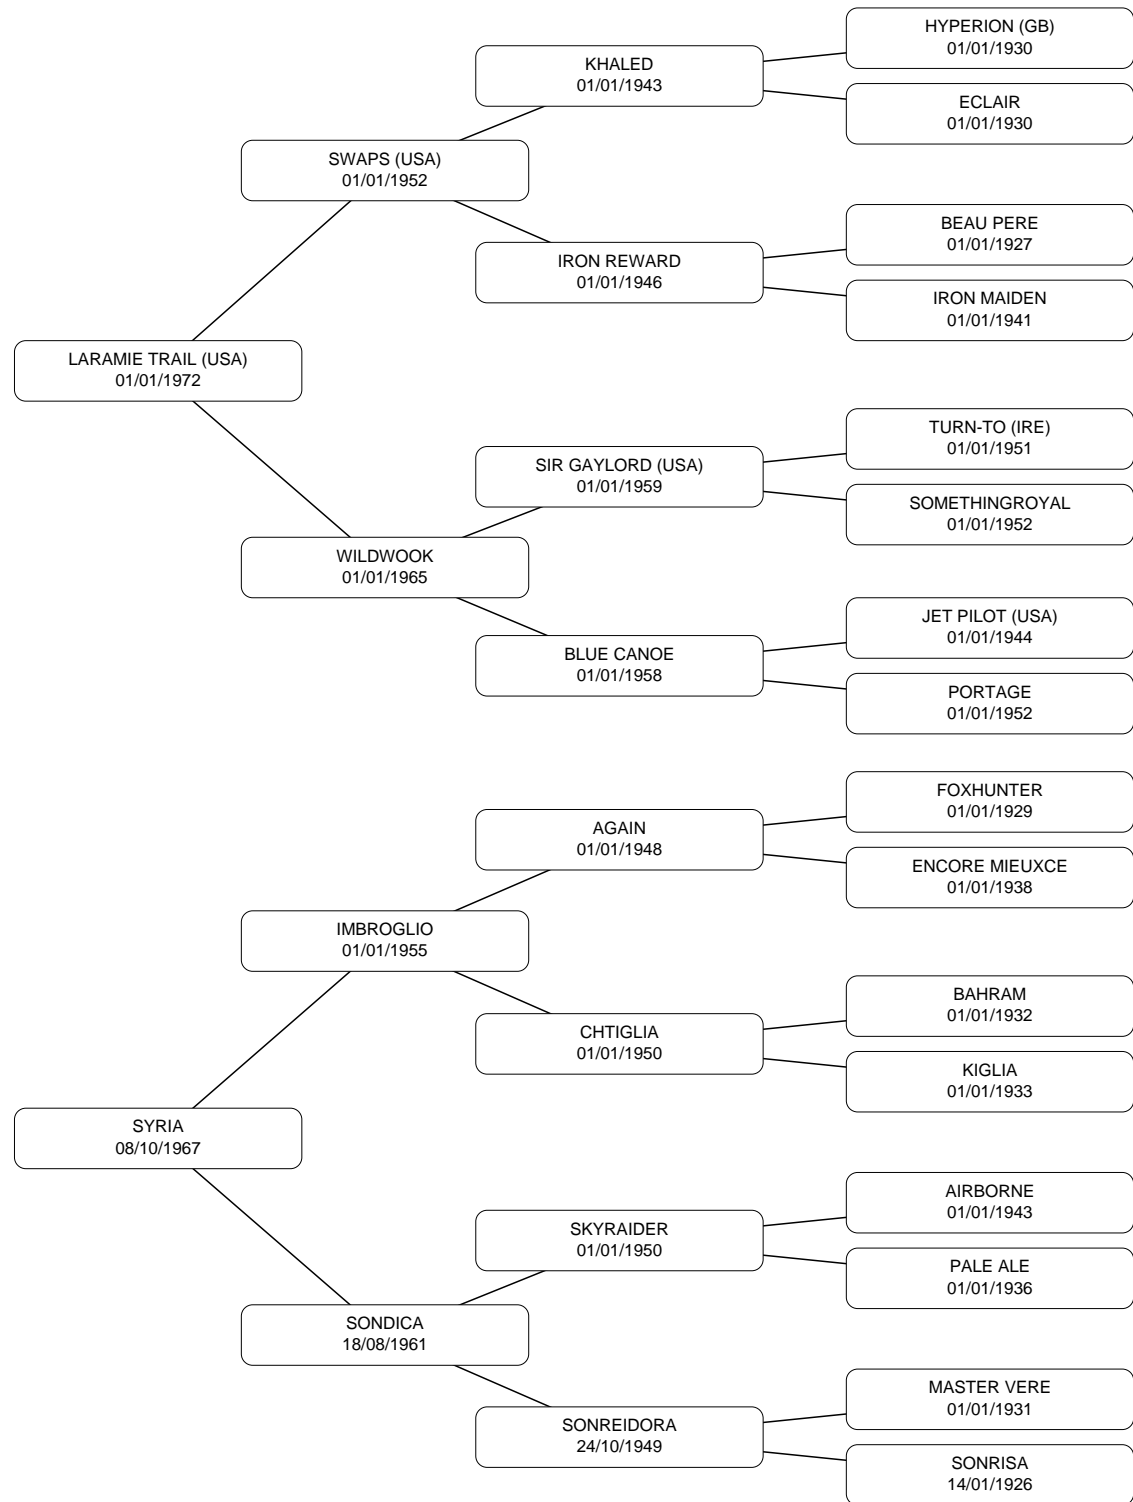 HYPERION (GB)
01/01/1930
KHALED
01/01/1943
ECLAIR
01/01/1930
SWAPS (USA)
01/01/1952
BEAU PERE
01/01/1927
IRON REWARD
01/01/1946
IRON MAIDEN
01/01/1941
LARAMIE TRAIL (USA)
01/01/1972
TURN-TO (IRE)
01/01/1951
SIR GAYLORD (USA)
01/01/1959
SOMETHINGROYAL
01/01/1952
WILDWOOK
01/01/1965
JET PILOT (USA)
01/01/1944
BLUE CANOE
01/01/1958
PORTAGE
01/01/1952
FOXHUNTER
01/01/1929
AGAIN
01/01/1948
ENCORE MIEUXCE
01/01/1938
IMBROGLIO
01/01/1955
BAHRAM
01/01/1932
CHTIGLIA
01/01/1950
KIGLIA
01/01/1933
SYRIA
08/10/1967
AIRBORNE
01/01/1943
SKYRAIDER
01/01/1950
PALE ALE
01/01/1936
SONDICA
18/08/1961
MASTER VERE
01/01/1931
SONREIDORA
24/10/1949
SONRISA
14/01/1926